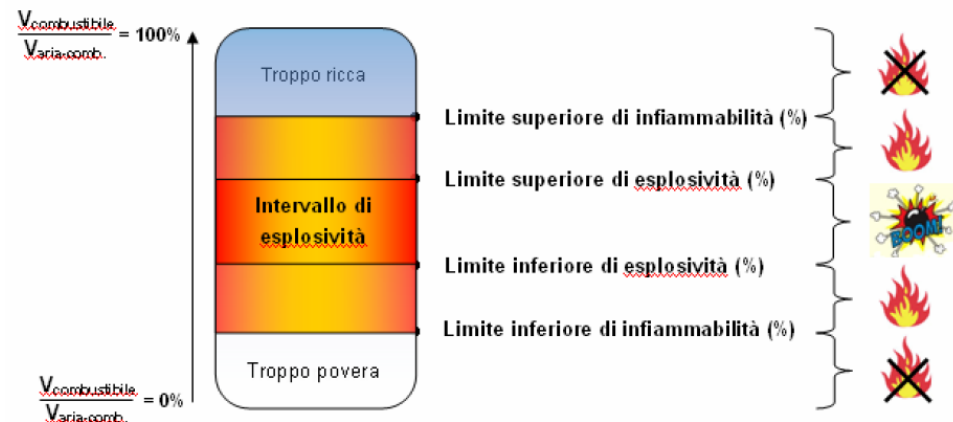 Vcombustibile
Varia-comb. = 100%
Troppo ricca
Limite superiore di infiammabilità (%)
Limite superiore di esplosività (%)
Intervallo di
esplosività
BOOM!
Limite inferiore di esplosività (%)
Limite inferiore di infiammabilità (%)
Troppo povera
Vcombustibile
Varia-comb. = 0%